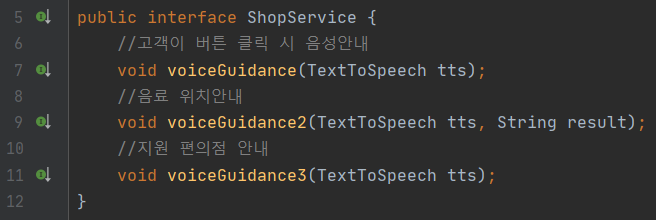 5 public interface ShopService {
6 //고객이 버튼 클릭 시 음성안내
7 void voiceGuidance(TextToSpeech tts);
8 //음료 위치안내
9 void voiceGuidance2(TextToSpeech tts, String result);
10 //지원 편의점 안내
11 void voiceGuidance3(TextToSpeech tts);
12 }